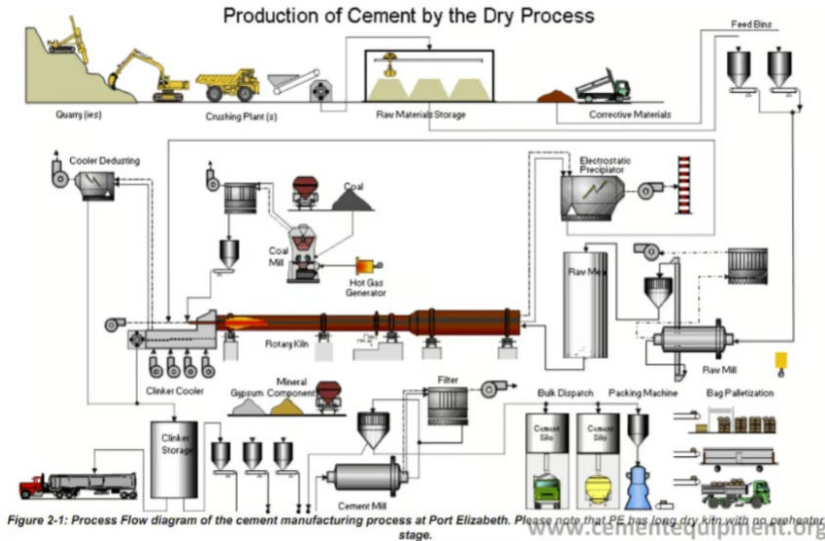 Production of Cement by the Dry Process
Feed Bins
Quarry (ies)
Crushing Plant (s)
Raw Materials Storage
Corrective Materials
Cooler Dedusting
Coal
Electrostatic
Precipiator
Coal
Mill
Hot Gas
Generator
Raw Me
Rotary Kiln
Raw Mill
Clinker Cooler
Gypsum
Mineral
Component
Filter
Bulk Dispatch
Packing Machine
Bag Palletization
Clinker
Storage
Cement
Silo
Cement
Silo
Cement Mill
Figure 2-1: Process Flow diagram of the cement manufacturing process at Port Elizabeth. Please note that PE has long dry kiln with no preheater
stage.
www.cementequipment.org